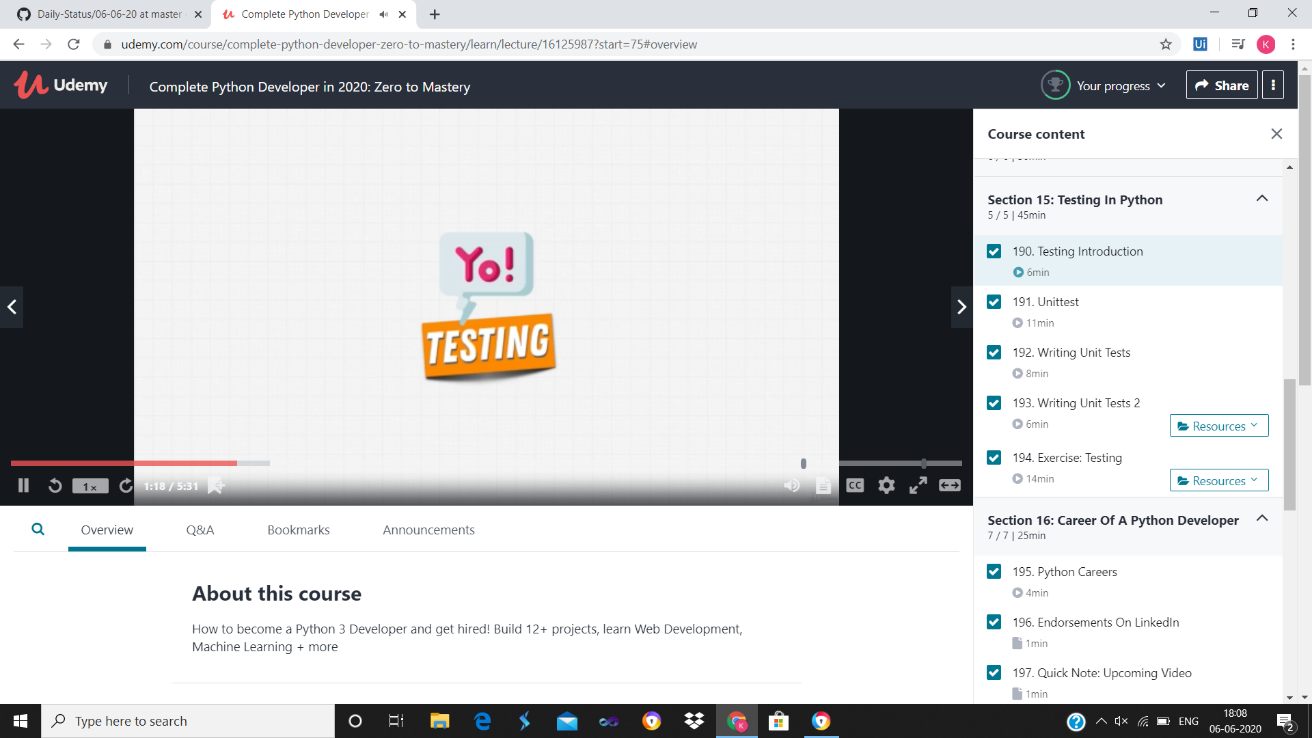 Daily-Status/06-06-20 at master
Complete Python Developer
udemy.com/course/complete-python-developer-zero-to-mastery/learn/lecture/16125987?start=75#overview
Ui
K
Udemy
Complete Python Developer in 2020: Zero to Mastery
Your progress
Share
Yo!
TESTING
1×
1:18 / 5:31
CC
Course content
Section 15: Testing In Python
5 / 5 | 45min
190. Testing Introduction
6min
191. Unittest
11min
192. Writing Unit Tests
8min
193. Writing Unit Tests 2
6min
Resources
194. Exercise: Testing
14min
Resources
Section 16: Career Of A Python Developer
7 / 7 | 25min
195. Python Careers
4min
196. Endorsements On LinkedIn
1min
197. Quick Note: Upcoming Video
1min
Overview
Q&A
Bookmarks
Announcements
About this course
How to become a Python 3 Developer and get hired! Build 12+ projects, learn Web Development,
Machine Learning + more
Type here to search
ENG
18:08
06-06-2020
2